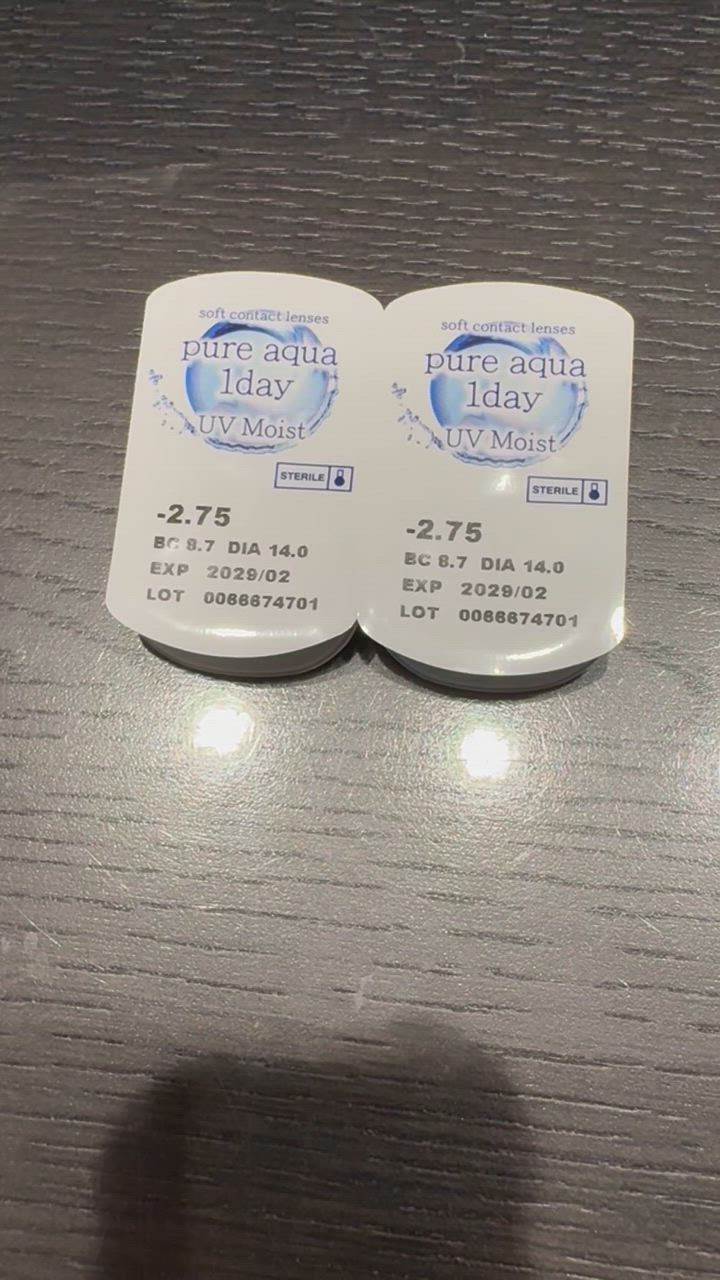 soft contact lenses
pure aqua
1day
UV Moist
STERILE
-2.75
BC 8.7 DIA 14.0
EXP 2029/02
LOT 0066674701
soft contact lenses
pure aqua
1day
UV Moist
STERILE
-2.75
BC 8.7 DIA 14.0
EXP 2029/02
LOT 0066674701